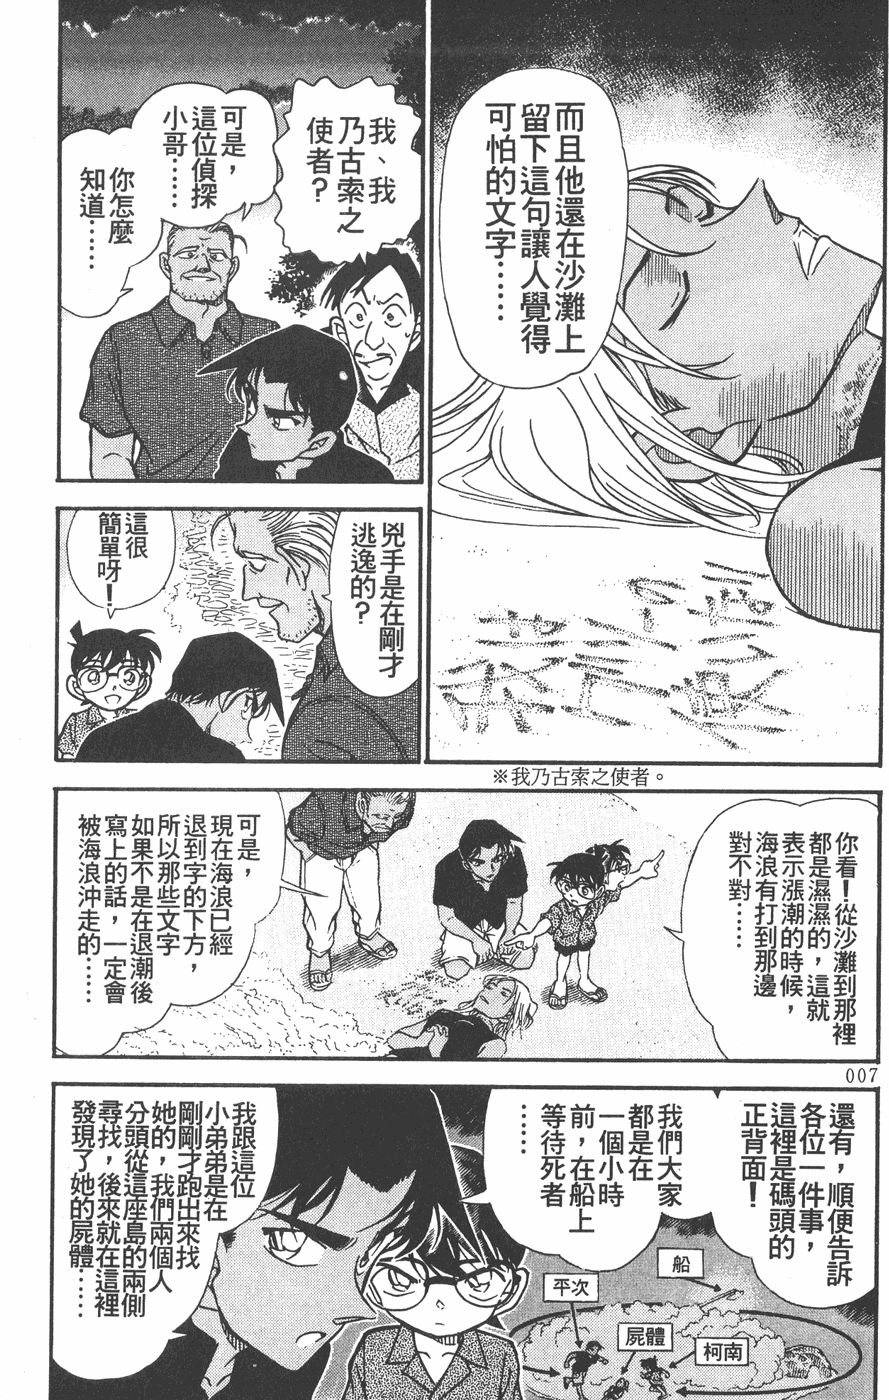 而且他還在沙灘上
留下這句讓人覺得
可怕的文字……
※我乃古索之使者。
我、我
乃古索之
使者？
可是，
這位偵探
小哥……
你怎麼
知道……
兇手是在剛才
逃逸的？
這很
簡單呀！
你看！從沙灘到那裡
都是濕濕的，這就
表示漲潮的時候，
海浪有打到那邊
對不對……
可是，
現在海浪已經
退到字的下方，
所以那些文字
如果不是在退潮後
寫上的話，一定會
被海浪沖走的……
007
還有，順便告訴
各位一件事，
這裡是碼頭的
正背面！
船
平次
屍體
柯南
我們大家
都是在
一個小時
前，在船上
等待死者
……
我跟這位
小弟弟是在
剛剛才跑出來找
她的，我們兩個人
分頭從這座島的兩側
尋找，後來就在這裡
發現了她的屍體……